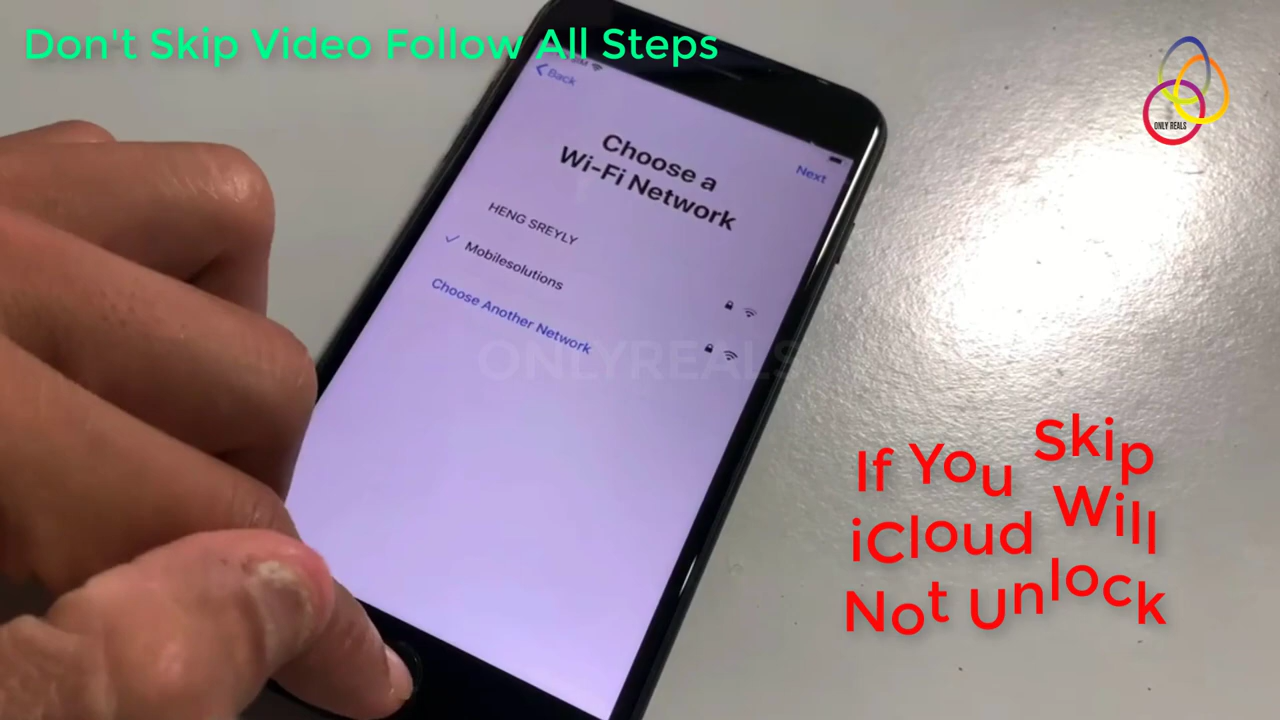 Don't Skip Video Follow All Steps
ONLY REALS
Back
Next
Choose a
Wi-Fi Network
HENG SREYLY
Mobilesolutions
Choose Another Network
ONLYREALS
If You Skip
iCloud Will
Not Unlock